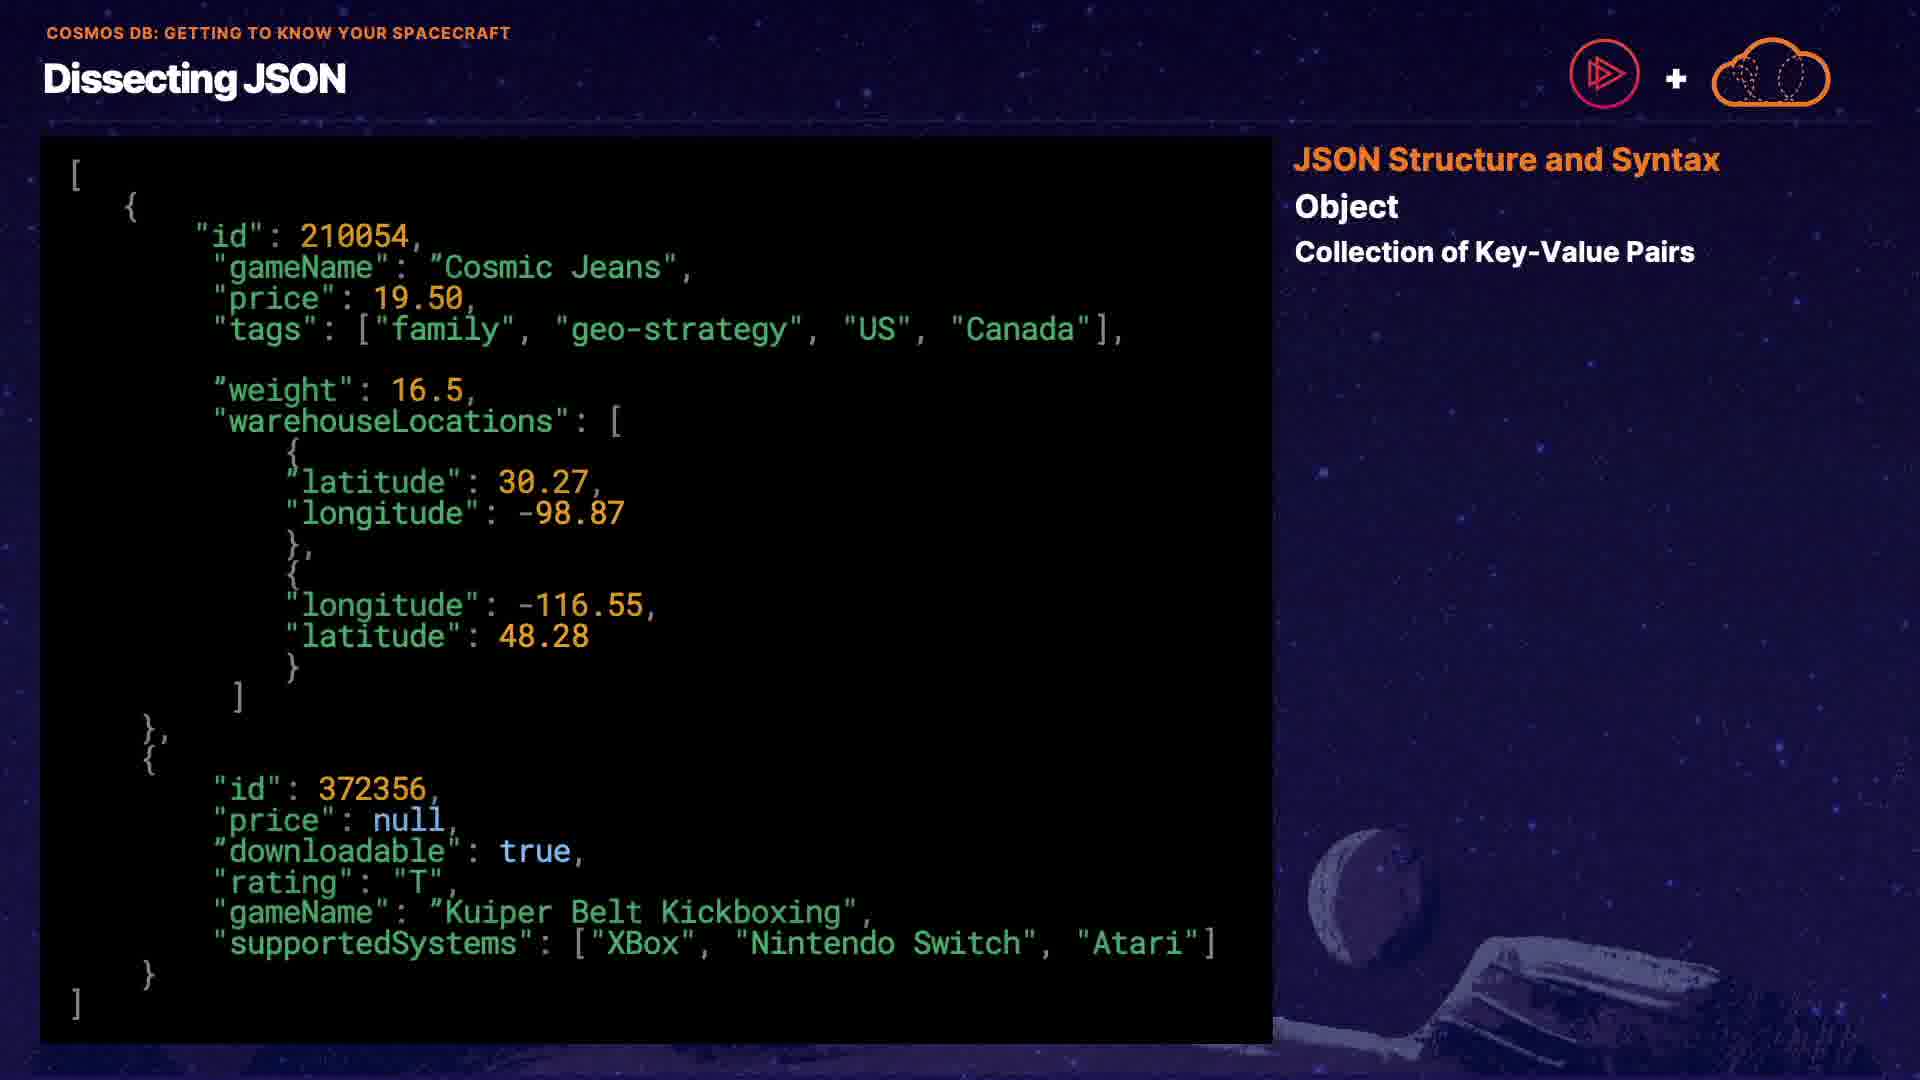 COSMOS DB: GETTING TO KNOW YOUR SPACECRAFT
Dissecting JSON
+
[
{
"id": 210054,
"gameName": ”Cosmic Jeans",
"price": 19.50,
"tags": ["family", "geo-strategy", "US", "Canada"],
”weight": 16.5,
"warehouseLocations": [
{
”latitude": 30.27,
"longitude": -98.87
},
{
"longitude": -116.55,
"latitude": 48.28
}
]
},
{
"id": 372356,
"price": null,
”downloadable": true,
"rating": "T",
"gameName": ”Kuiper Belt Kickboxing",
"supportedSystems": ["XBox", "Nintendo Switch", "Atari"]
}
]
JSON Structure and Syntax
Object
Collection of Key-Value Pairs